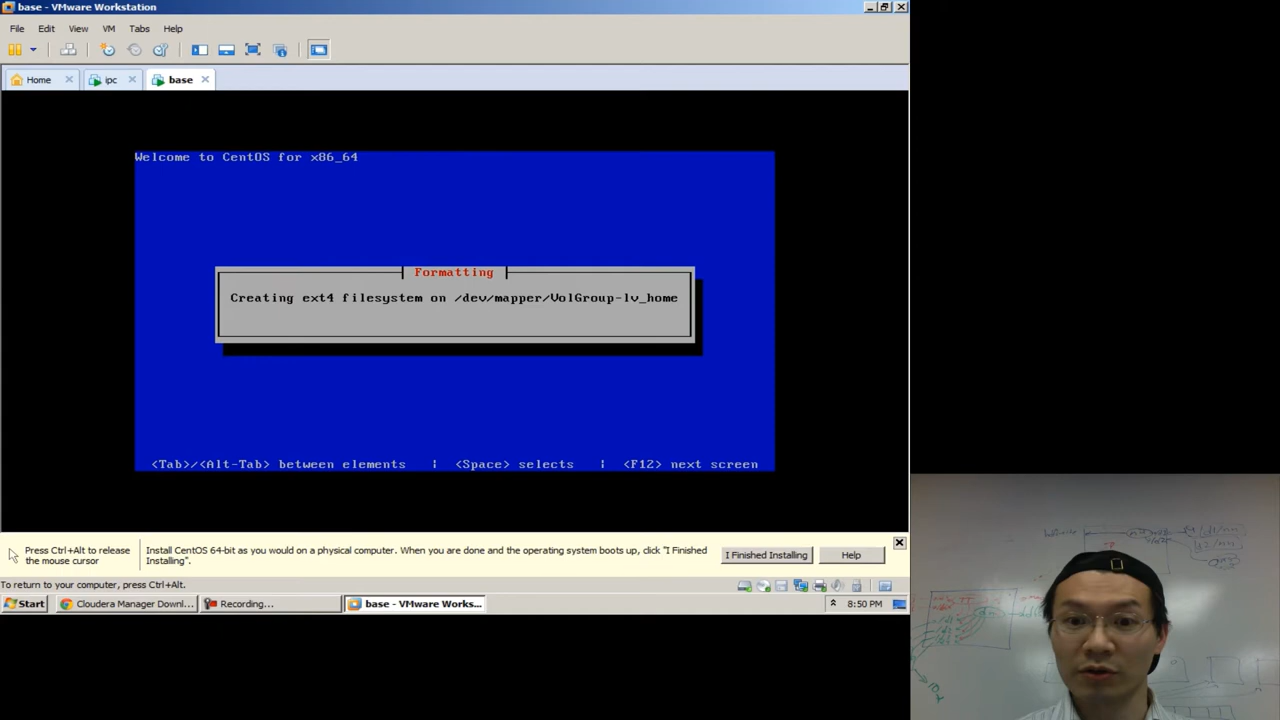 base - VMware Workstation
File Edit View VM Tabs Help
Home ipc base
Welcome to CentOS for x86_64
Formatting
Creating ext4 filesystem on /dev/mapper/VolGroup-lv_home
<Tab>/<Alt-Tab> between elements | <Space> selects | <F12> next screen
Press Ctrl+Alt to release
the mouse cursor
Install CentOS 64-bit as you would on a physical computer. When you are done and the operating system boots up, click "I Finished
Installing".
I Finished Installing Help
To return to your computer, press Ctrl+Alt.
Start Cloudera Manager Downl... Recording... base - VMware Works... 8:50 PM